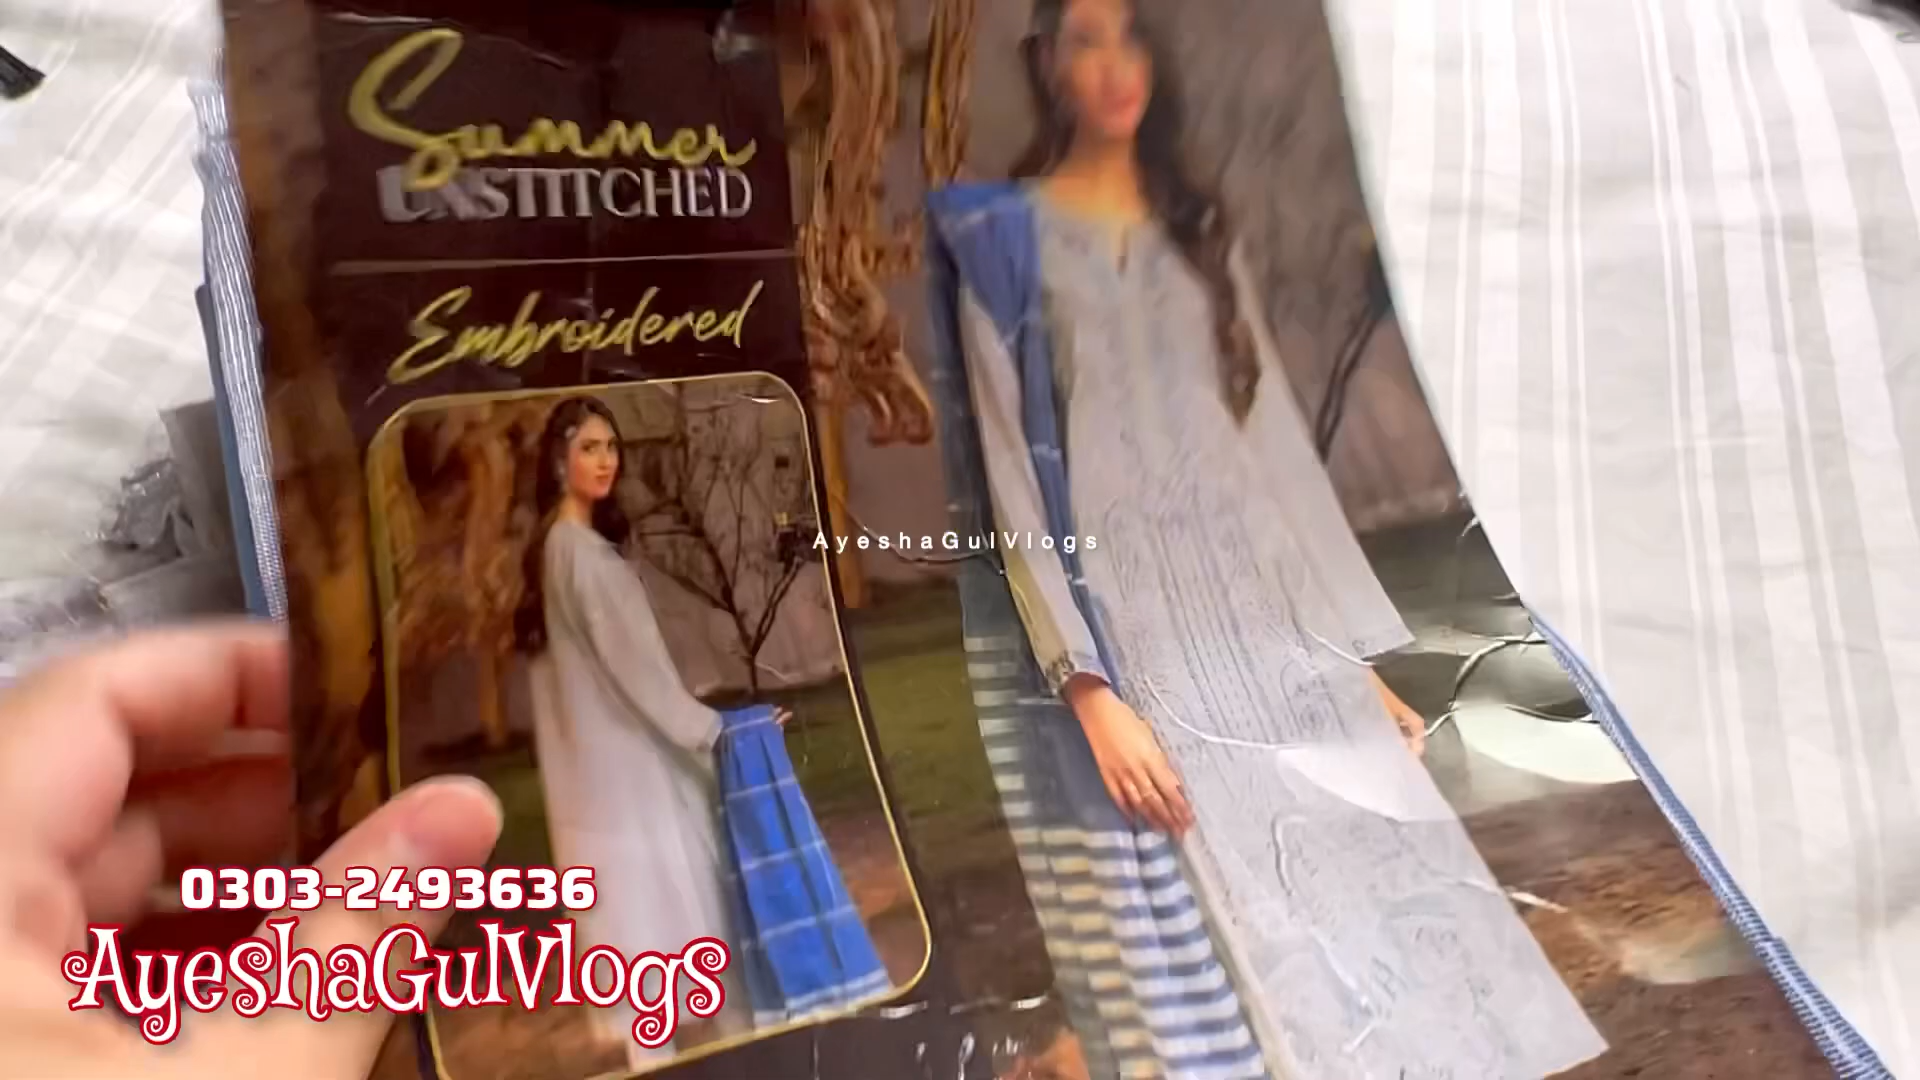 Summer
UNSTITCHED
Embroidered
AyeshaGulVlogs
0303-2493636
AyeshaGulVlogs